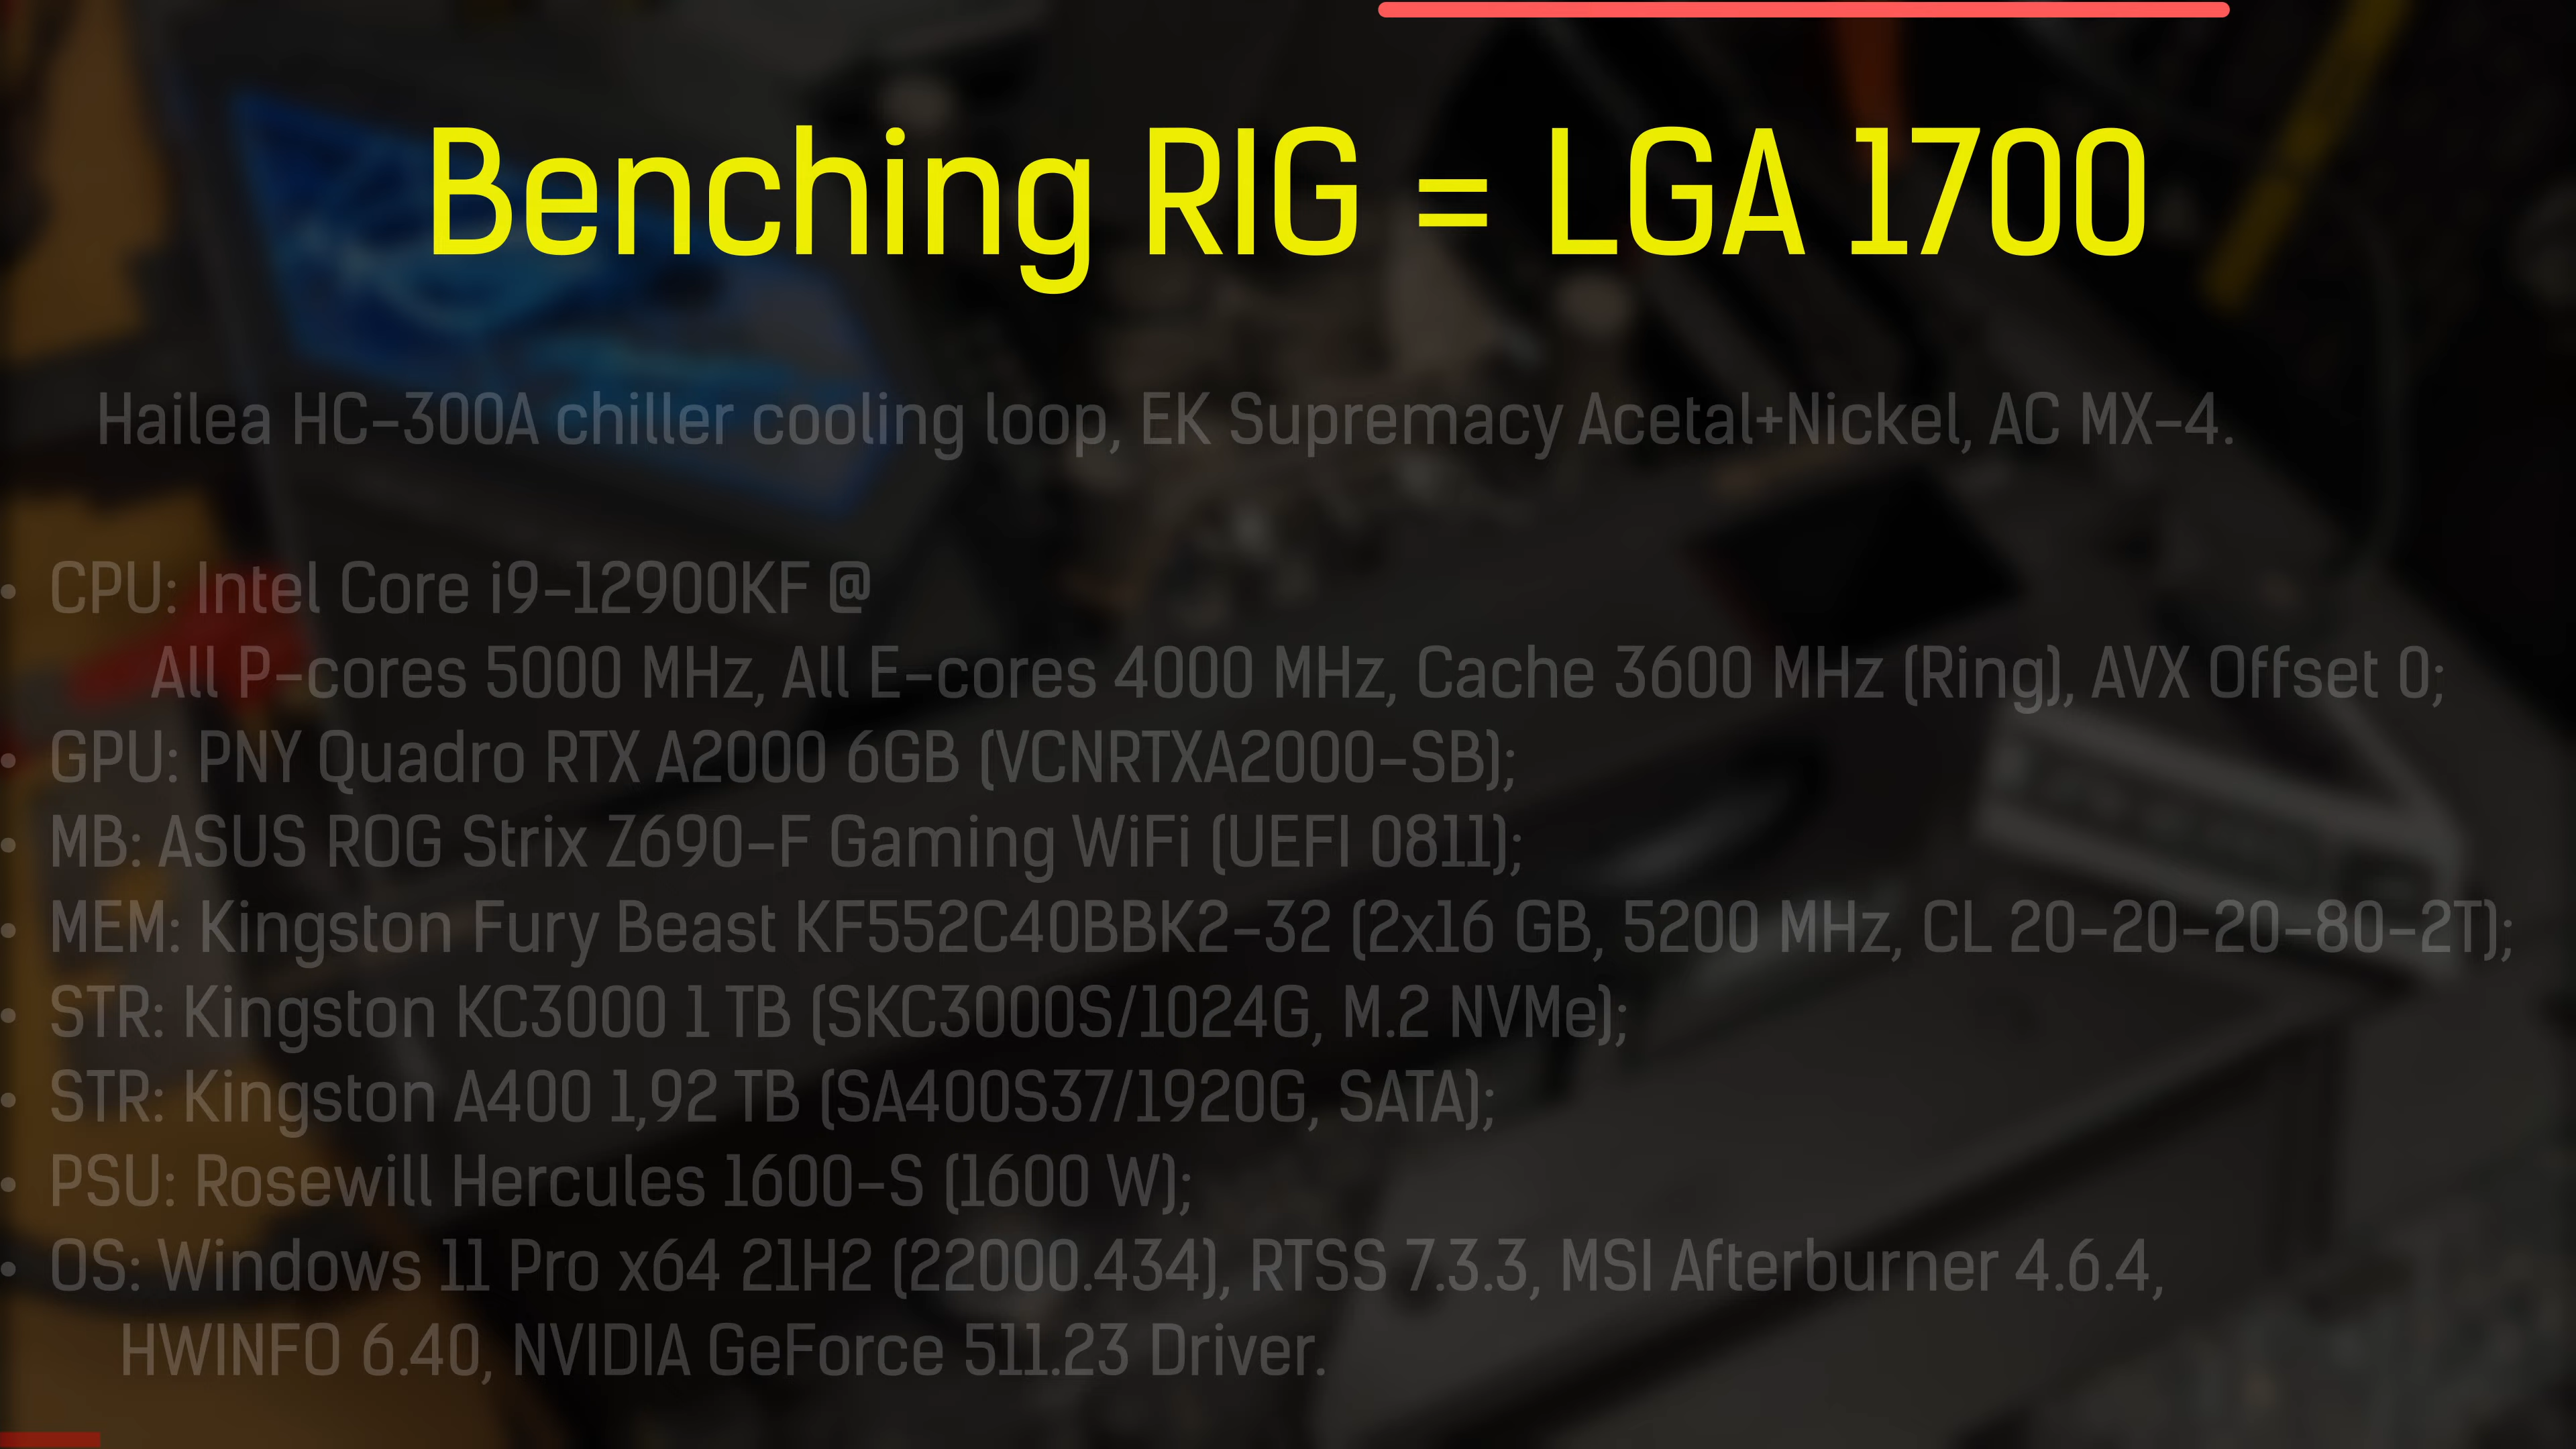 Benching RIG = LGA 1700
Hailea HC-300A chiller cooling loop, EK Supremacy Acetal+Nickel, AC MX-4.
• CPU: Intel Core i9-12900KF @
All P-cores 5000 MHz, All E-cores 4000 MHz, Cache 3600 MHz (Ring), AVX Offset 0;
• GPU: PNY Quadro RTX A2000 6GB (VCNRTXA2000-SB);
• MB: ASUS ROG Strix Z690-F Gaming WiFi (UEFI 0811);
• MEM: Kingston Fury Beast KF552C40BBK2-32 (2x16 GB, 5200 MHz, CL 20-20-20-80-2T);
• STR: Kingston KC3000 1 TB (SKC3000S/1024G, M.2 NVMe);
• STR: Kingston A400 1,92 TB (SA400S37/1920G, SATA);
• PSU: Rosewill Hercules 1600-S (1600 W);
• OS: Windows 11 Pro x64 21H2 (22000.434), RTSS 7.3.3, MSI Afterburner 4.6.4,
HWINFO 6.40, NVIDIA GeForce 511.23 Driver.